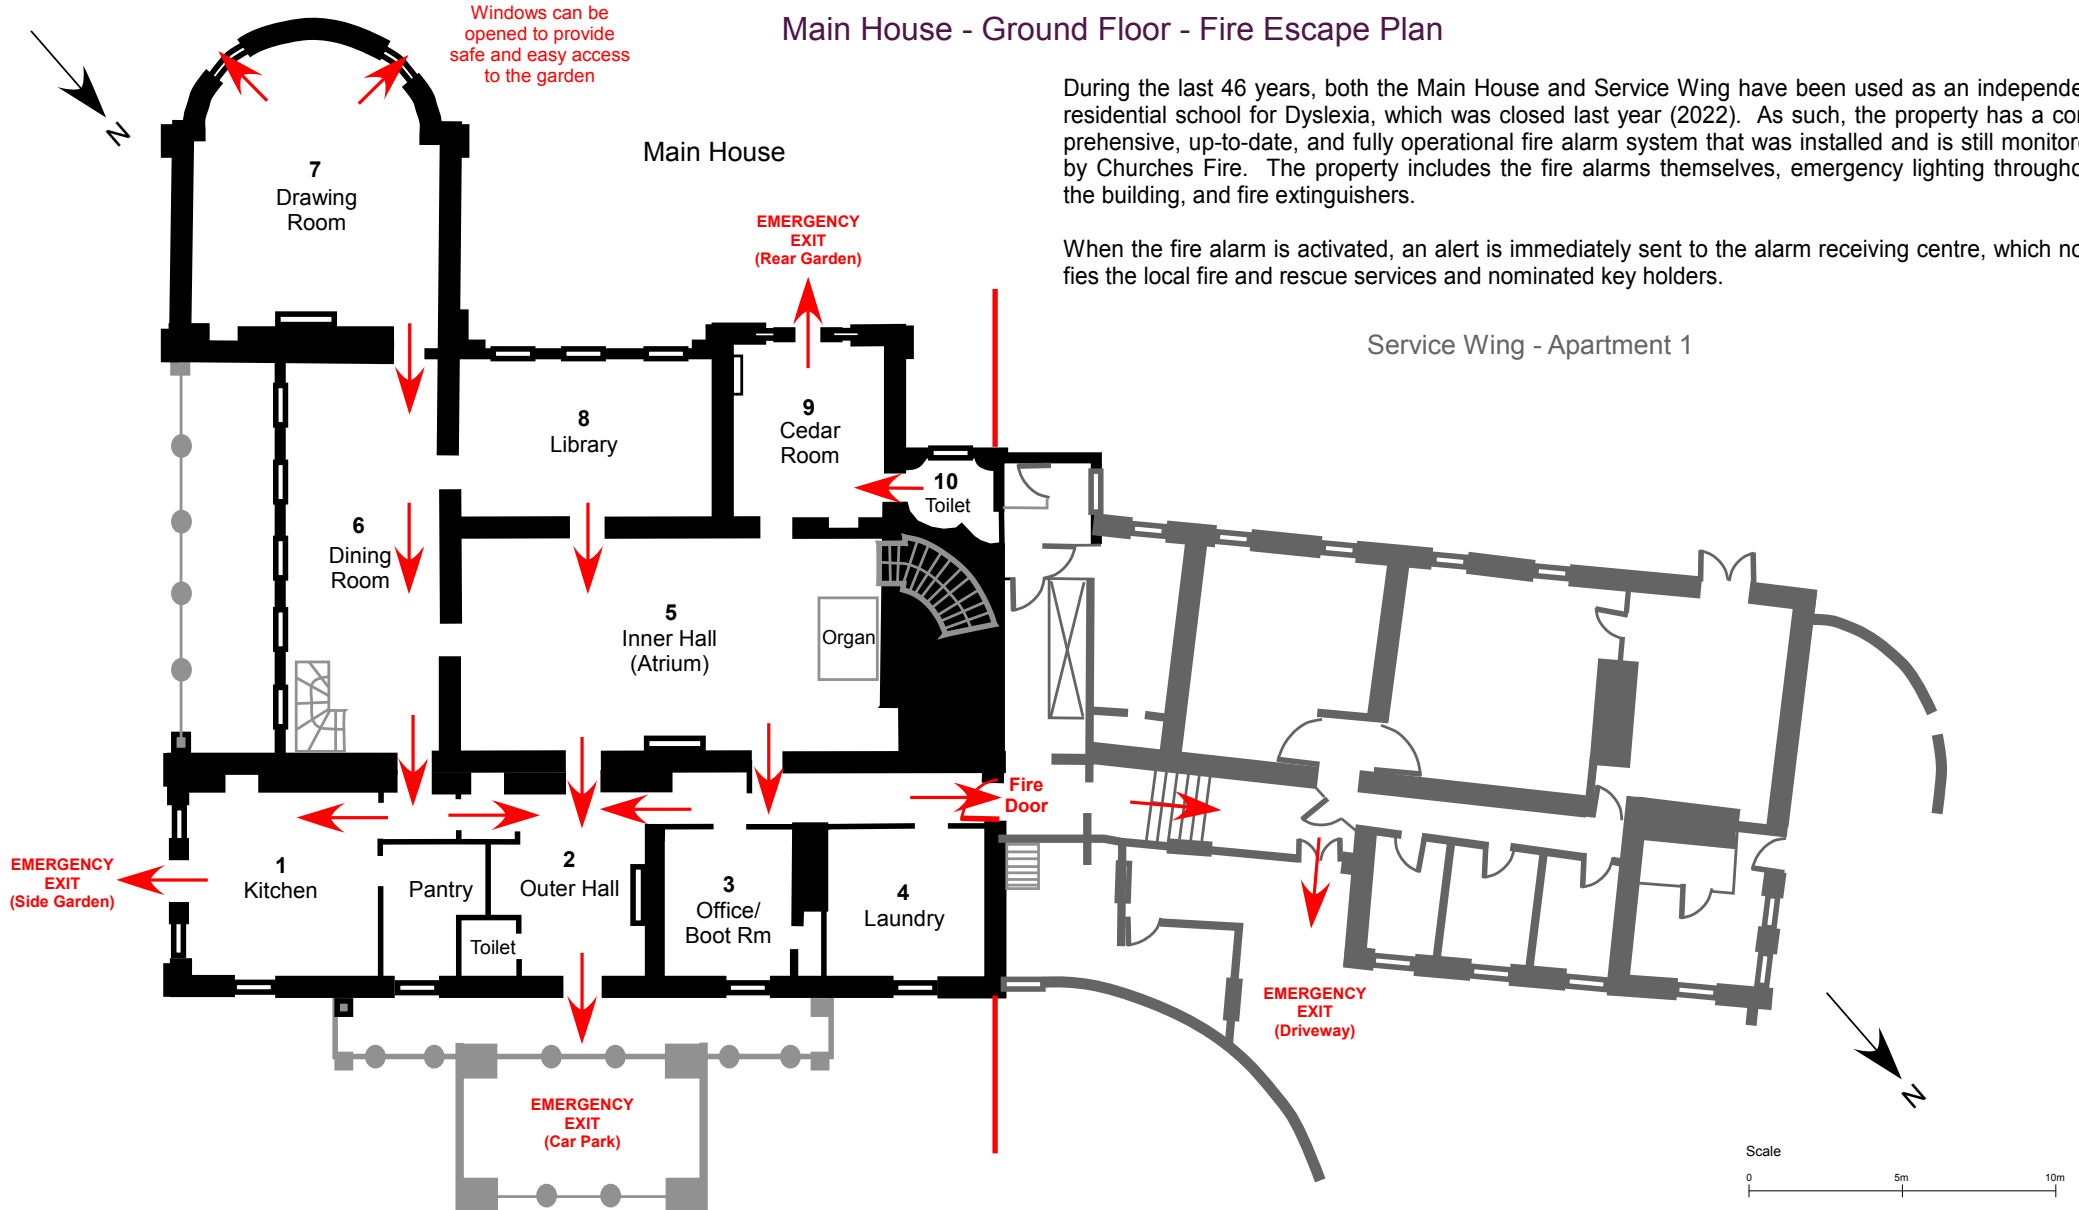 Windows can be
opened to provide
safe and easy access
to the garden
Main House - Ground Floor - Fire Escape Plan
During the last 46 years, both the Main House and Service Wing have been used as an independe
residential school for Dyslexia, which was closed last year (2022). As such, the property has a co
prehensive, up-to-date, and fully operational fire alarm system that was installed and is still monitor
by Churches Fire. The property includes the fire alarms themselves, emergency lighting through
the building, and fire extinguishers.
When the fire alarm is activated, an alert is immediately sent to the alarm receiving centre, which no
fies the local fire and rescue services and nominated key holders.
N
Main House
7
Drawing
Room
EMERGENCY
EXIT
(Rear Garden)
Service Wing - Apartment 1
8
Library
9
Cedar
Room
10
Toilet
6
Dining
Room
5
Inner Hall
(Atrium)
Organ
Fire
Door
EMERGENCY
EXIT
(Side Garden)
1
Kitchen
Pantry
2
Outer Hall
Toilet
3
Office/
Boot Rm
4
Laundry
EMERGENCY
EXIT
(Driveway)
EMERGENCY
EXIT
(Car Park)
N
Scale
0 5m 10m